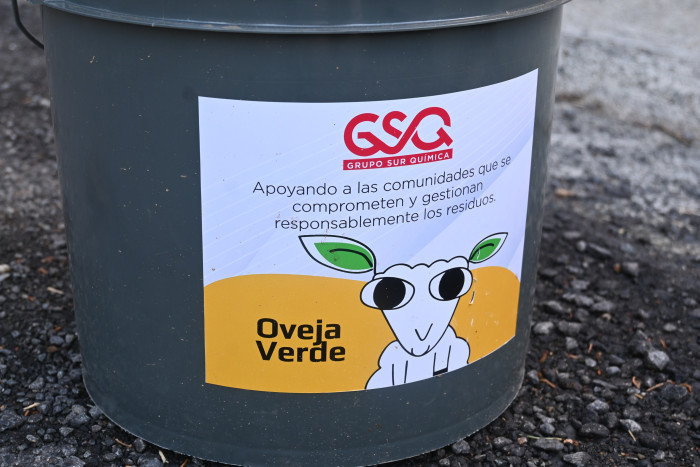 GSQ
GRUPO SUR QUÍMICA
Apoyando a las comunidades que se
comprometen y gestionan
responsablemente los residuos.
Oveja
Verde